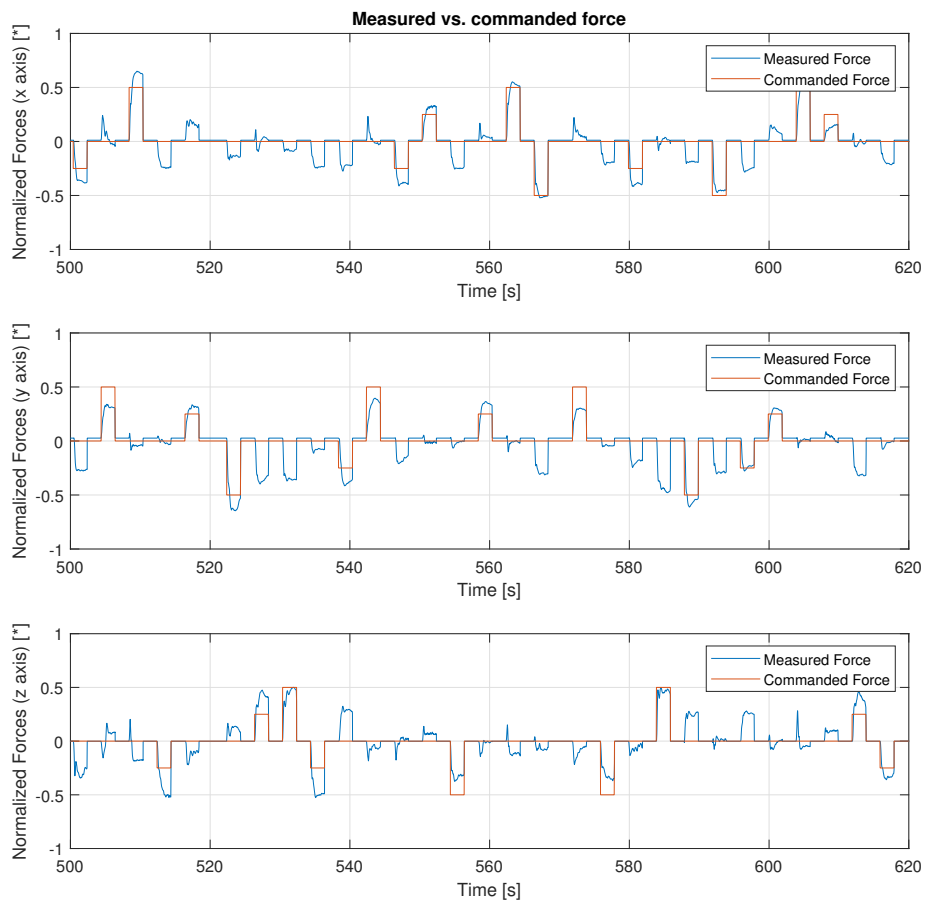 Measured vs. commanded force
Normalized Forces (x axis) [*]
1
0.5
0
-0.5
-1
Measured Force
Commanded Force
500 520 540 560 580 600 620
Time [s]
Normalized Forces (y axis) [*]
1
0.5
0
-0.5
-1
Measured Force
Commanded Force
500 520 540 560 580 600 620
Time [s]
Normalized Forces (z axis) [*]
1
0.5
0
-0.5
-1
Measured Force
Commanded Force
500 520 540 560 580 600 620
Time [s]